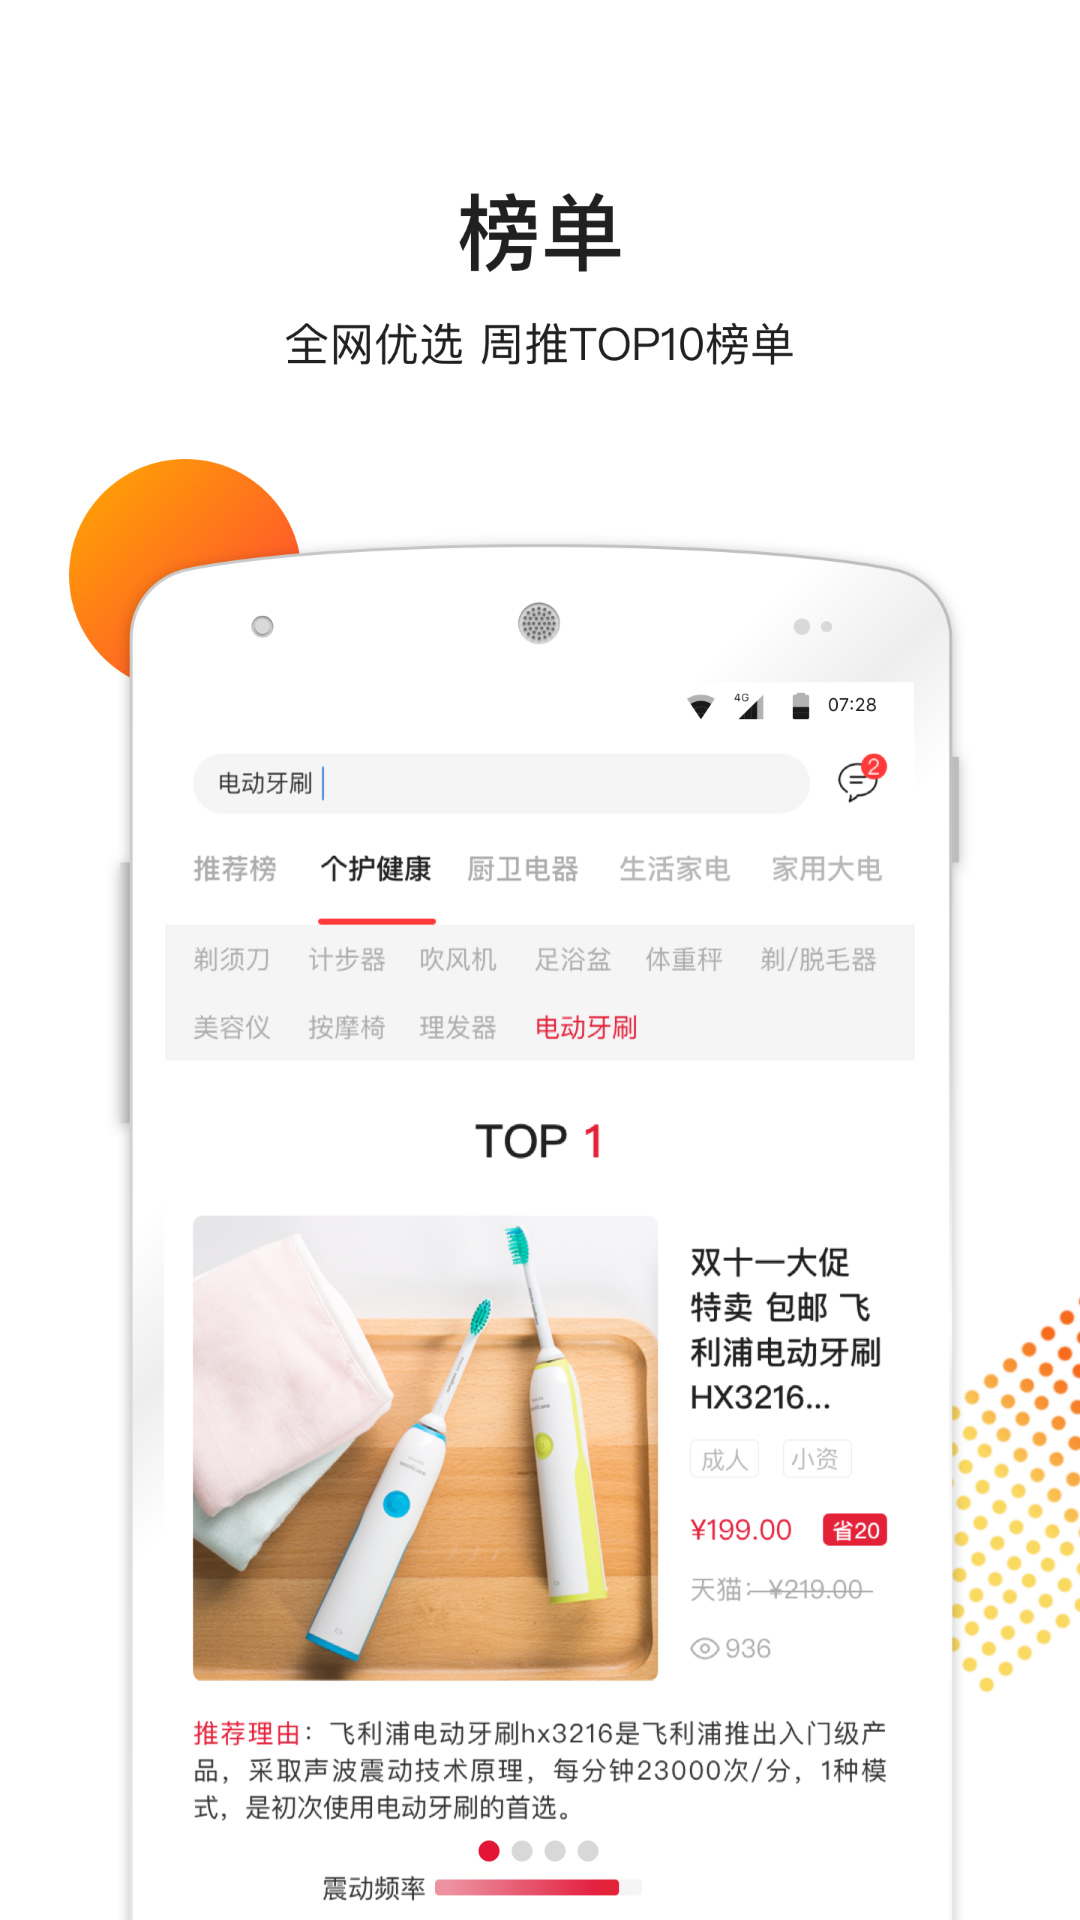 榜单
全网优选 周推TOP10榜单
4G 07:28
电动牙刷
2
推荐榜 个护健康 厨卫电器 生活家电 家用大电
剃须刀 计步器 吹风机 足浴盆 体重秤 剃/脱毛器
美容仪 按摩椅 理发器 电动牙刷
TOP 1
双十一大促
特卖 包邮 飞
利浦电动牙刷
HX3216...
成人 小资
¥199.00 省20
天猫：¥219.00
936
推荐理由：飞利浦电动牙刷hx3216是飞利浦推出入门级产
品，采取声波震动技术原理，每分钟23000次/分，1种模
式，是初次使用电动牙刷的首选。
震动频率